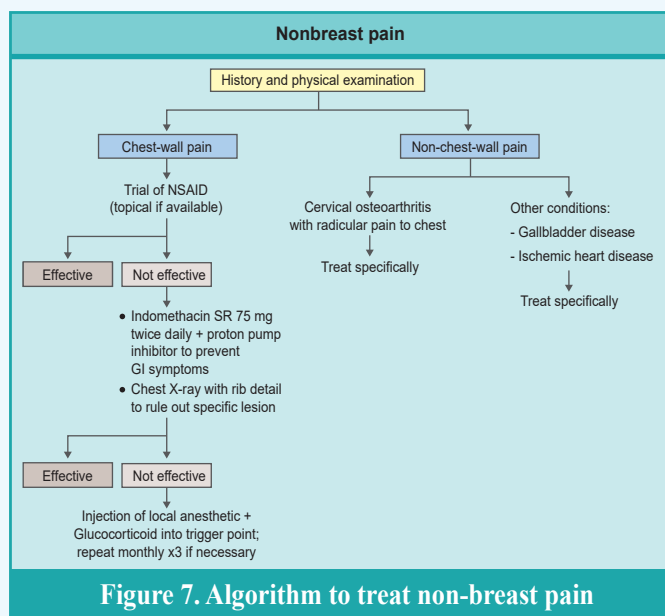 Nonbreast pain
History and physical examination
Chest-wall pain
Non-chest-wall pain
Trial of NSAID
(topical if available)
Cervical osteoarthritis
with radicular pain to chest
Treat specifically
Other conditions:
- Gallbladder disease
- Ischemic heart disease
Treat specifically
Effective
Not effective
• Indomethacin SR 75 mg
twice daily + proton pump
inhibitor to prevent
GI symptoms
• Chest X-ray with rib detail
to rule out specific lesion
Effective
Not effective
Injection of local anesthetic +
Glucocorticoid into trigger point;
repeat monthly x3 if necessary
Figure 7. Algorithm to treat non-breast pain